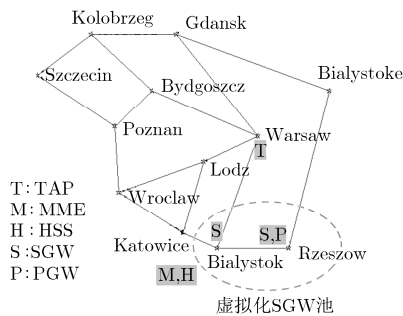 Kolobrzeg
Gdansk
Szczecin
Bialystoke
Bydgoszcz
Poznan
Warsaw
T
Lodz
T:TAP
Wroclaw
M:MME
H:HSS
S:SGW
P:PGW
Katowice
S
S,P
Bialystok
Rzeszow
M,H
虚拟化SGW池